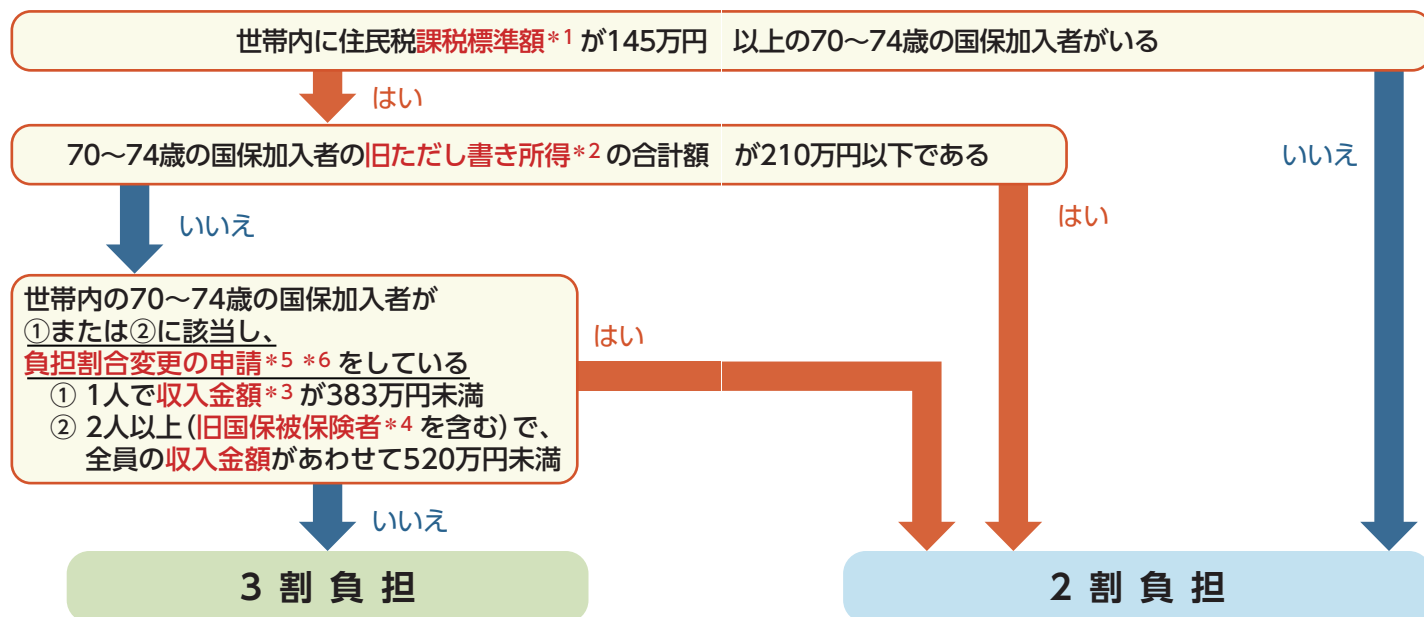 世帯内に住民税課税標準額*1が145万円　以上の70〜74歳の国保加入者がいる
はい
70〜74歳の国保加入者の旧ただし書き所得*2の合計額　が210万円以下である
いいえ
いいえ
はい
世帯内の70〜74歳の国保加入者が
①または②に該当し、
負担割合変更の申請*5 *6をしている
① 1人で収入金額*3が383万円未満
② 2人以上(旧国保被保険者*4を含む)で、
全員の収入金額があわせて520万円未満
はい
いいえ
3割負担
2割負担